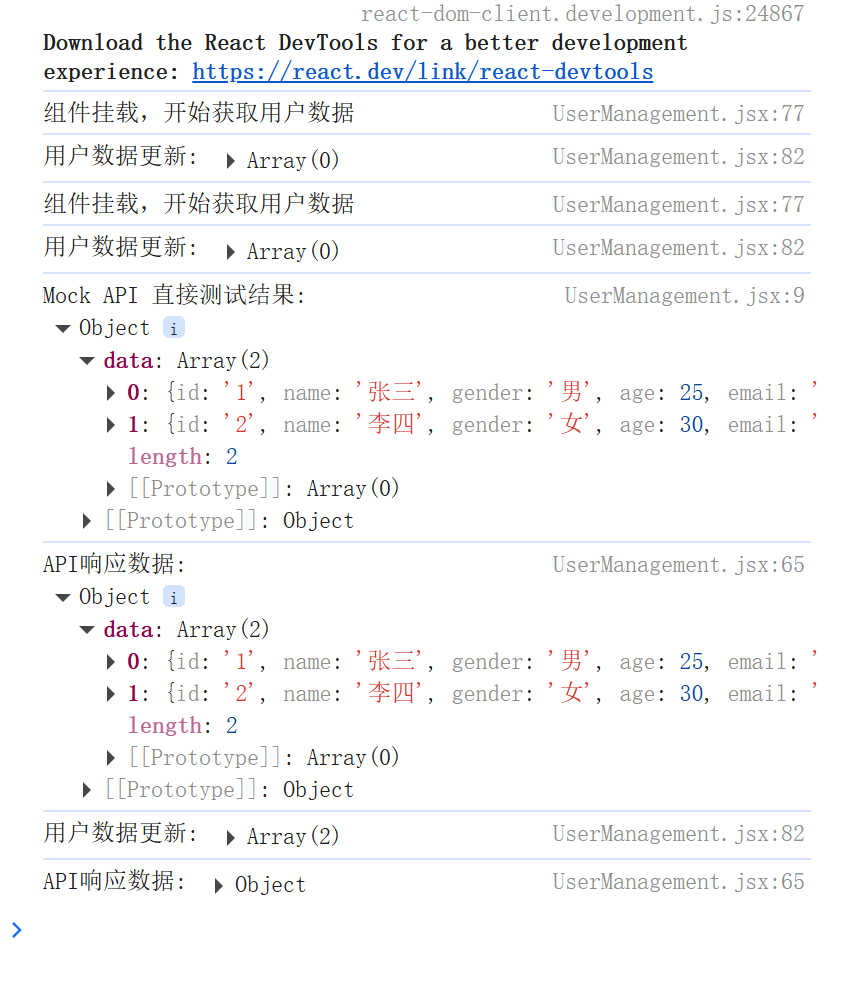 react-dom-client.development.js:24867
Download the React DevTools for a better development
experience: https://react.dev/link/react-devtools
组件挂载，开始获取用户数据 UserManagement.jsx:77
用户数据更新: ▶ Array(0) UserManagement.jsx:82
组件挂载，开始获取用户数据 UserManagement.jsx:77
用户数据更新: ▶ Array(0) UserManagement.jsx:82
Mock API 直接测试结果: UserManagement.jsx:9
▼ Object i
▼ data: Array(2)
▶ 0: {id: '1', name: '张三', gender: '男', age: 25, email: '
▶ 1: {id: '2', name: '李四', gender: '女', age: 30, email: '
length: 2
▶ [[Prototype]]: Array(0)
▶ [[Prototype]]: Object
API响应数据: UserManagement.jsx:65
▼ Object i
▼ data: Array(2)
▶ 0: {id: '1', name: '张三', gender: '男', age: 25, email: '
▶ 1: {id: '2', name: '李四', gender: '女', age: 30, email: '
length: 2
▶ [[Prototype]]: Array(0)
▶ [[Prototype]]: Object
用户数据更新: ▶ Array(2) UserManagement.jsx:82
API响应数据: ▶ Object UserManagement.jsx:65